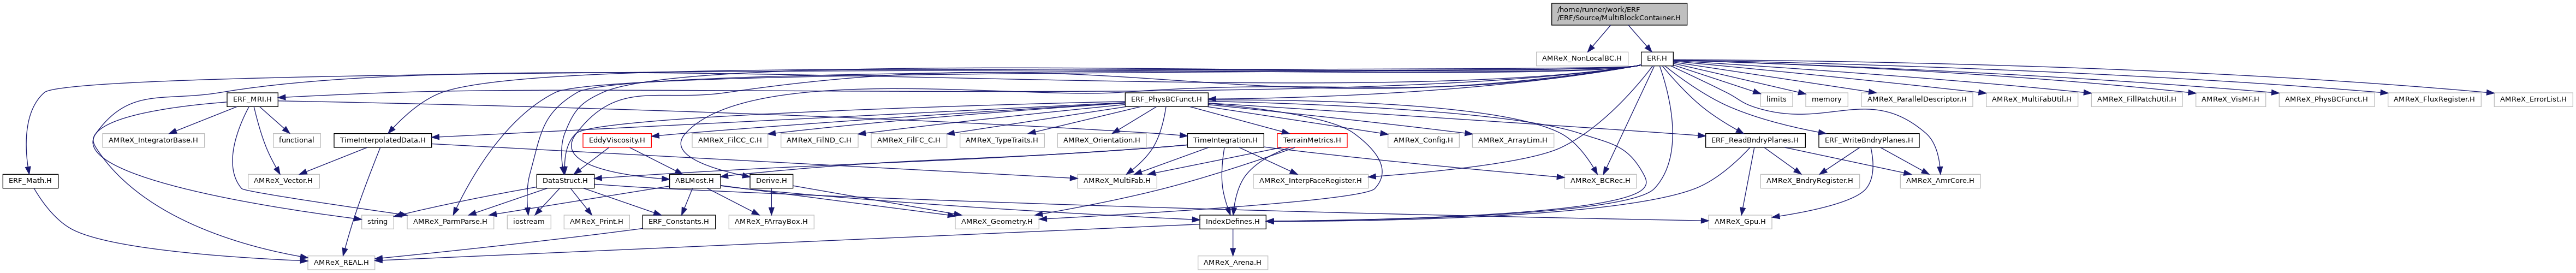 /home/runner/work/ERF
/ERF/Source/MultiBlockContainer.H
AMReX_NonLocalBC.H
ERF.H
ERF_MRI.H
ERF_PhysBCFunct.H
limits
memory
AMReX_ParallelDescriptor.H
AMReX_MultiFabUtil.H
AMReX_FillPatchUtil.H
AMReX_VisMF.H
AMReX_PhysBCFunct.H
AMReX_FluxRegister.H
AMReX_ErrorList.H
AMReX_IntegratorBase.H
functional
TimeInterpolatedData.H
EddyViscosity.H
AMReX_FilCC_C.H
AMReX_FilND_C.H
AMReX_FilFC_C.H
AMReX_TypeTraits.H
AMReX_Orientation.H
TimeIntegration.H
TerrainMetrics.H
AMReX_Config.H
AMReX_ArrayLim.H
ERF_ReadBndryPlanes.H
ERF_WriteBndryPlanes.H
ERF_Math.H
AMReX_Vector.H
DataStruct.H
ABLMost.H
Derive.H
AMReX_MultiFab.H
AMReX_InterpFaceRegister.H
AMReX_BCRec.H
AMReX_BndryRegister.H
AMReX_AmrCore.H
string
AMReX_ParmParse.H
iostream
AMReX_Print.H
ERF_Constants.H
AMReX_FArrayBox.H
AMReX_Geometry.H
IndexDefines.H
AMReX_Gpu.H
AMReX_REAL.H
AMReX_Arena.H